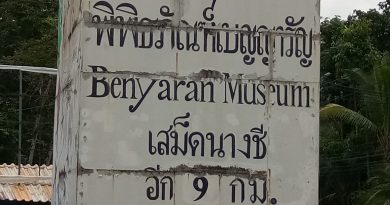 พิพิธภัณฑ์เบญญารัญ
Benyaran Museum
เสม็ดนางชี
อีก 9 กม.